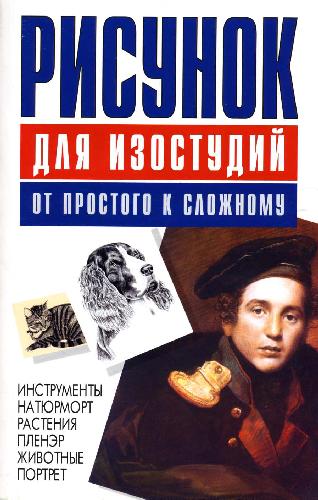 РИСУНОК
ДЛЯ ИЗОСТУДИЙ
ОТ ПРОСТОГО К СЛОЖНОМУ
ИНСТРУМЕНТЫ
НАТЮРМОРТ
РАСТЕНИЯ
ПЛЕНЭР
ЖИВОТНЫЕ
ПОРТРЕТ